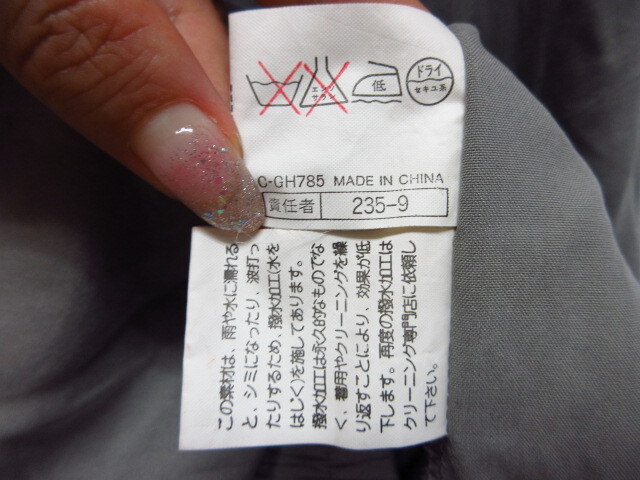 エンソ
サラシ
低
ドライ
セキユ系
C-GH785 MADE IN CHINA
責任者 235-9
この素材は、雨や水に濡れる
と、シミになったり、波打っ
たりするため、撥水加工(水を
はじく)を施してあります。
撥水加工は永久的なものでな
く、着用やクリーニングを繰
り返すことにより、効果が低
下します。再度の撥水加工は
クリーニング専門店に依頼し
て下さい。